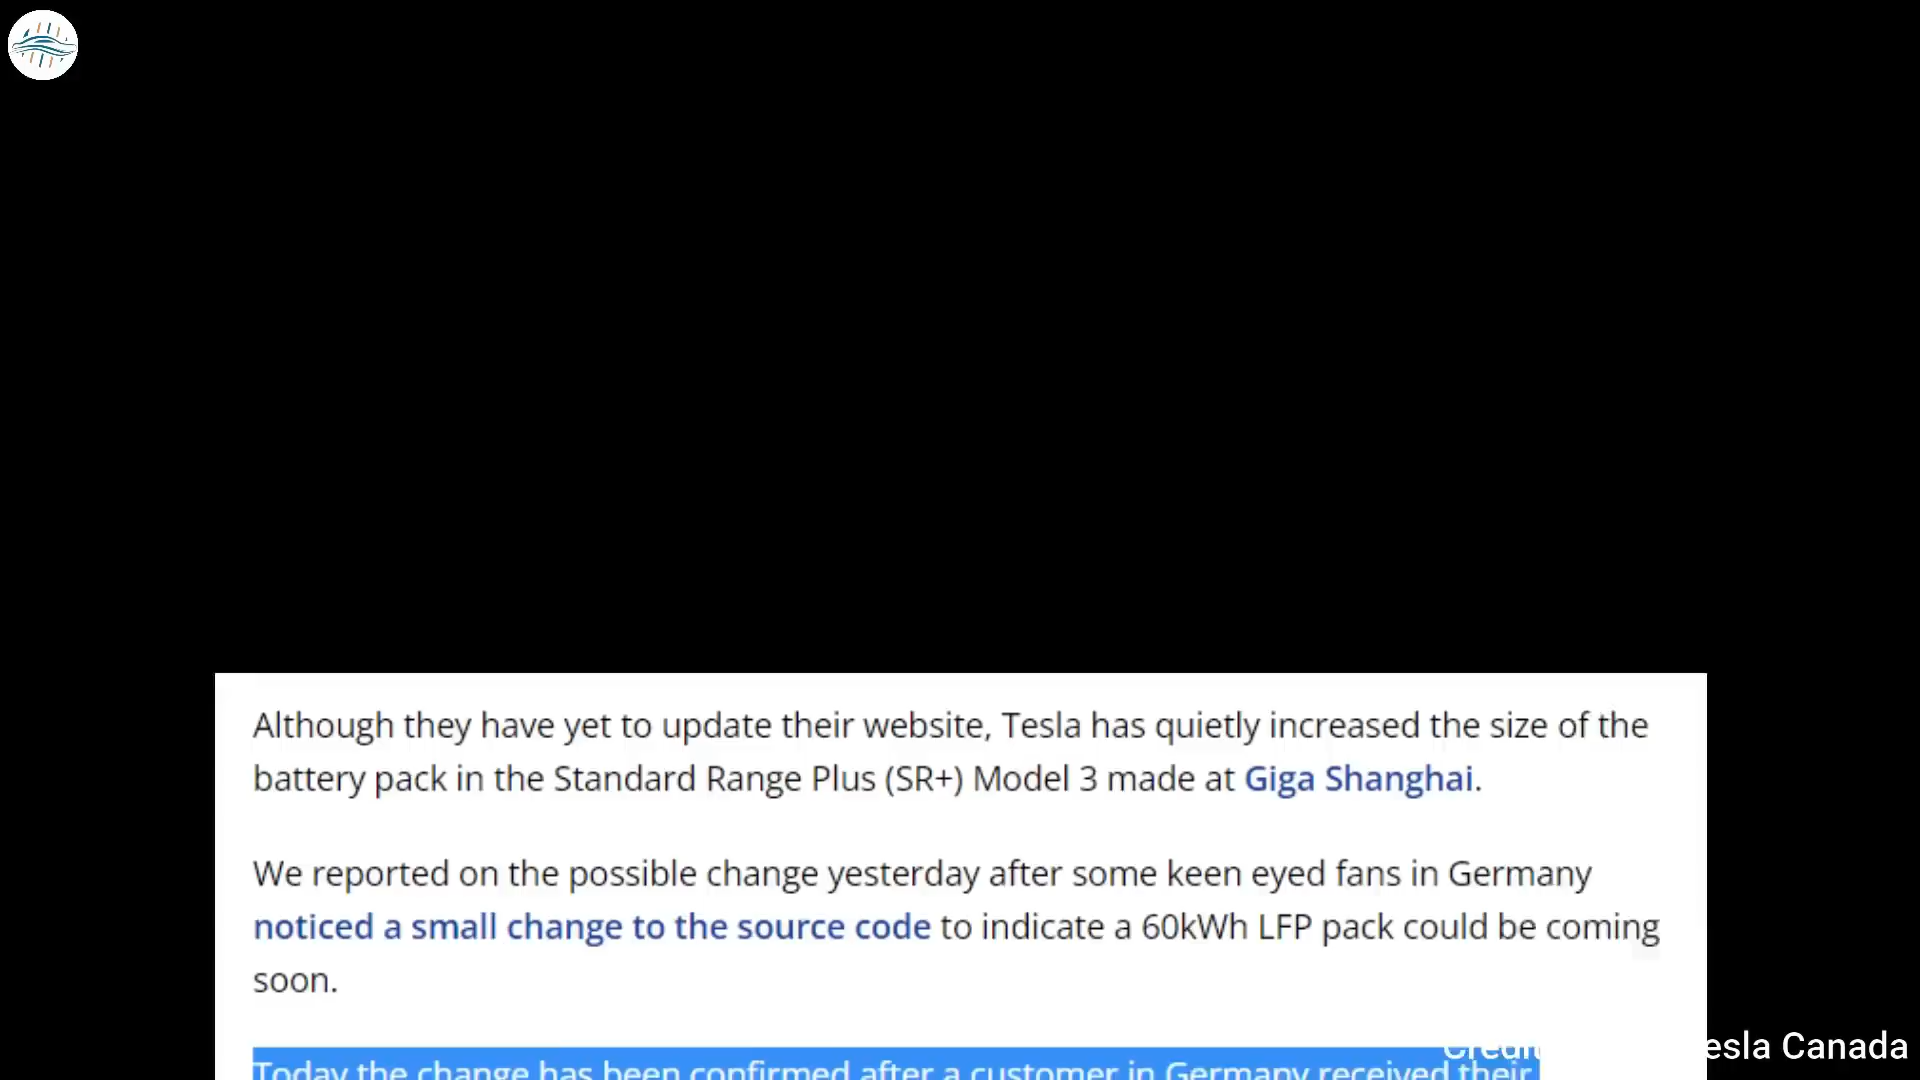 Although they have yet to update their website, Tesla has quietly increased the size of the
battery pack in the Standard Range Plus (SR+) Model 3 made at Giga Shanghai.
We reported on the possible change yesterday after some keen eyed fans in Germany
noticed a small change to the source code to indicate a 60kWh LFP pack could be coming
soon.
Today the change has been confirmed after a customer in Germany received their
Credit esla Canada